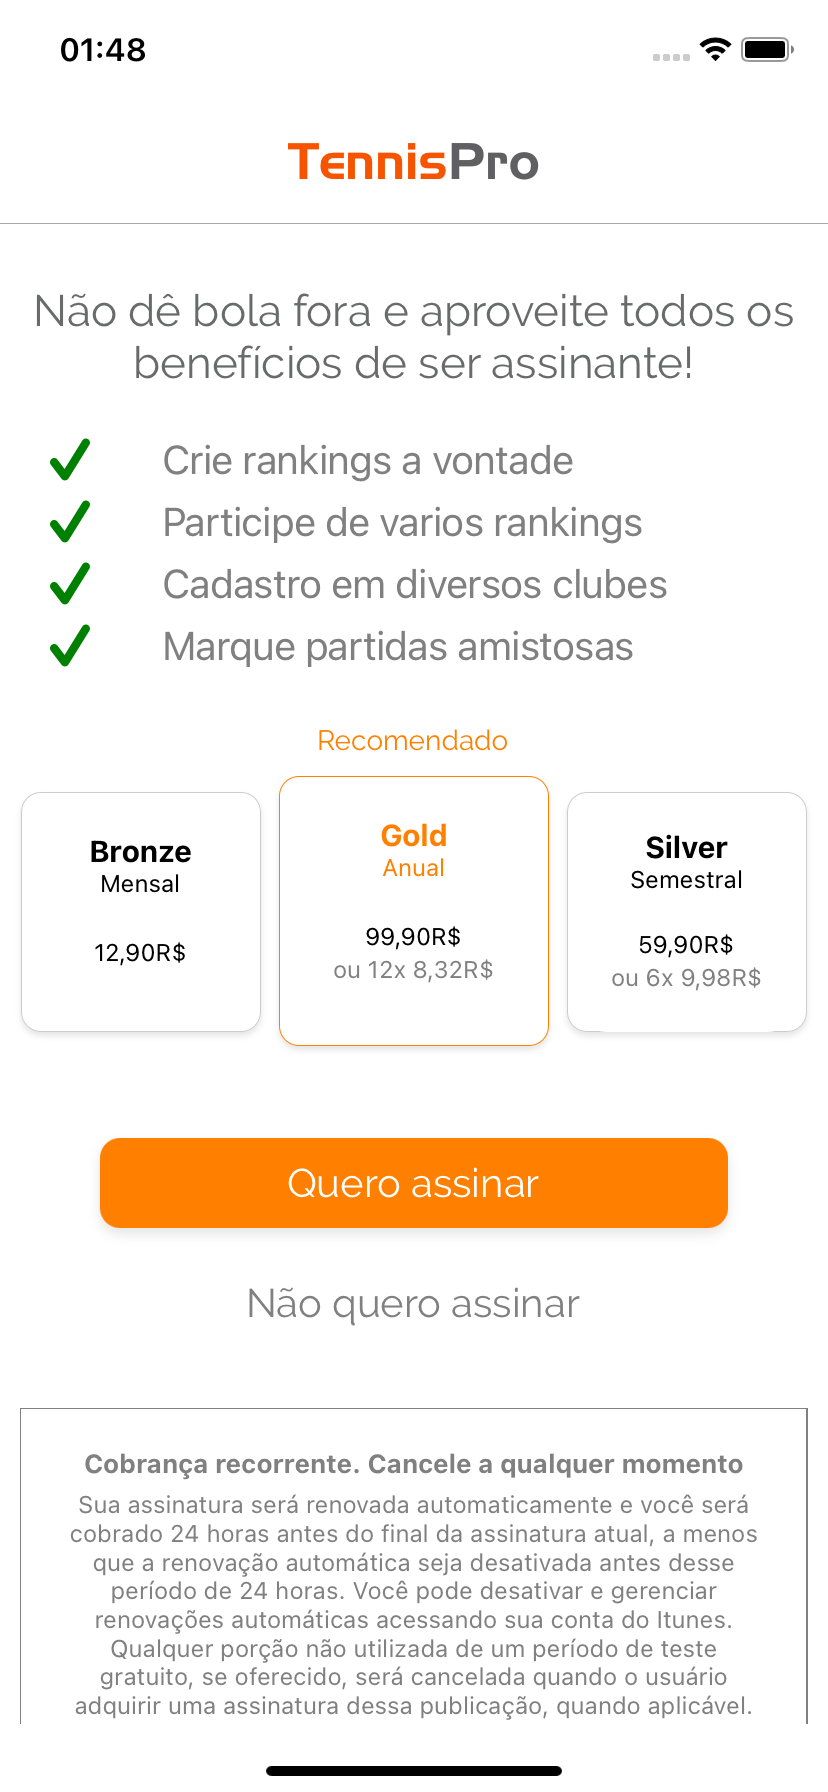 01:48
TennisPro
Não dê bola fora e aproveite todos os
benefícios de ser assinante!
Crie rankings a vontade
Participe de varios rankings
Cadastro em diversos clubes
Marque partidas amistosas
Recomendado
Bronze
Mensal
12,90R$
Gold
Anual
99,90R$
ou 12x 8,32R$
Silver
Semestral
59,90R$
ou 6x 9,98R$
Quero assinar
Não quero assinar
Cobrança recorrente. Cancele a qualquer momento
Sua assinatura será renovada automaticamente e você será
cobrado 24 horas antes do final da assinatura atual, a menos
que a renovação automática seja desativada antes desse
período de 24 horas. Você pode desativar e gerenciar
renovações automáticas acessando sua conta do Itunes.
Qualquer porção não utilizada de um período de teste
gratuito, se oferecido, será cancelada quando o usuário
adquirir uma assinatura dessa publicação, quando aplicável.